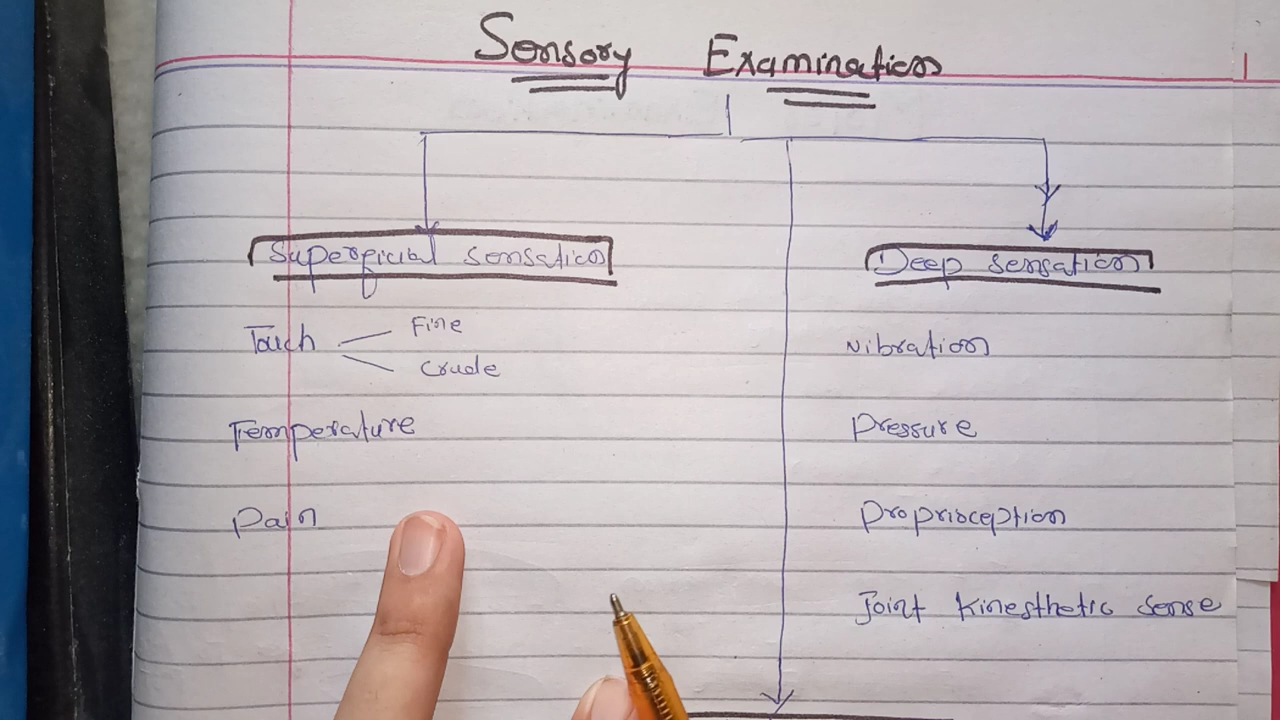 Sensory Examination
Superficial sensation
Touch
Fine
Crude
Temperature
Pain
Deep sensation
Vibration
Pressure
Proprioception
Joint Kinesthetic Sense